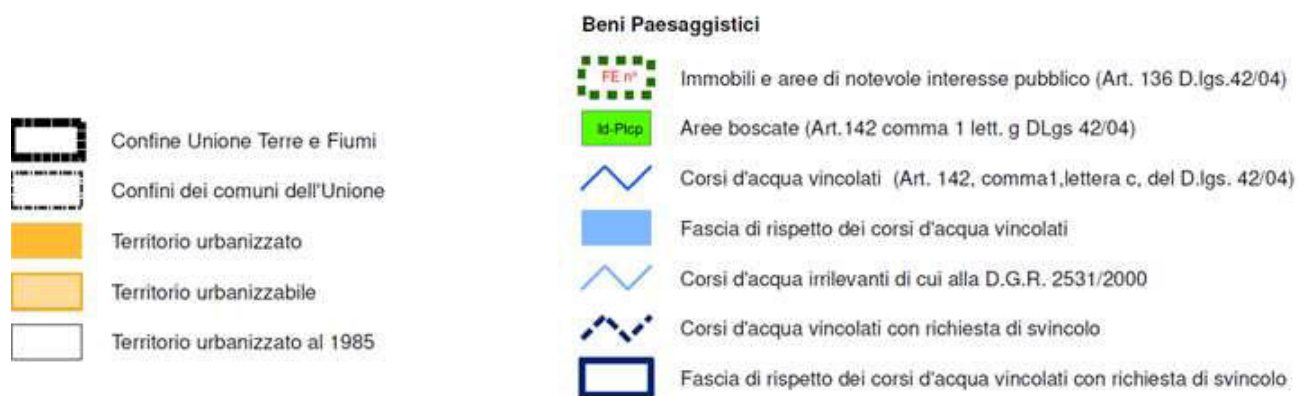 Confine Unione Terre e Fiumi
Confini dei comuni dell'Unione
Territorio urbanizzato
Territorio urbanizzabile
Territorio urbanizzato al 1985
Beni Paesaggistici
FE n° Immobili e aree di notevole interesse pubblico (Art. 136 D.lgs.42/04)
Id-Ptcp Aree boscate (Art.142 comma 1 lett. g DLgs 42/04)
Corsi d'acqua vincolati (Art. 142, comma1,lettera c, del D.lgs. 42/04)
Fascia di rispetto dei corsi d'acqua vincolati
Corsi d'acqua irrilevanti di cui alla D.G.R. 2531/2000
Corsi d'acqua vincolati con richiesta di svincolo
Fascia di rispetto dei corsi d'acqua vincolati con richiesta di svincolo